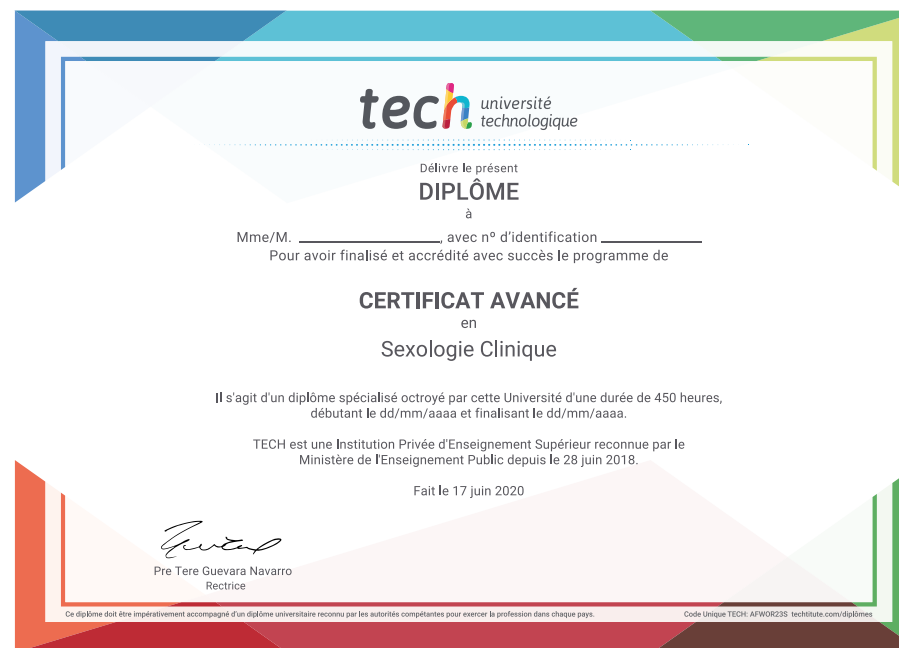 tech université
technologique
Délivre le présent
DIPLÔME
à
Mme/M. ____________________, avec nº d'identification ______________
Pour avoir finalisé et accrédité avec succès le programme de
CERTIFICAT AVANCÉ
en
Sexologie Clinique
Il s'agit d'un diplôme spécialisé octroyé par cette Université d'une durée de 450 heures,
débutant le dd/mm/aaaa et finalisant le dd/mm/aaaa.
TECH est une Institution Privée d'Enseignement Supérieur reconnue par le
Ministère de l'Enseignement Public depuis le 28 juin 2018.
Fait le 17 juin 2020
Pre Tere Guevara Navarro
Rectrice
Ce diplôme doit être impérativement accompagné d'un diplôme universitaire reconnu par les autorités compétantes pour exercer la profession dans chaque pays.
Code Unique TECH: AFWOR23S techtitute.com/diplômes